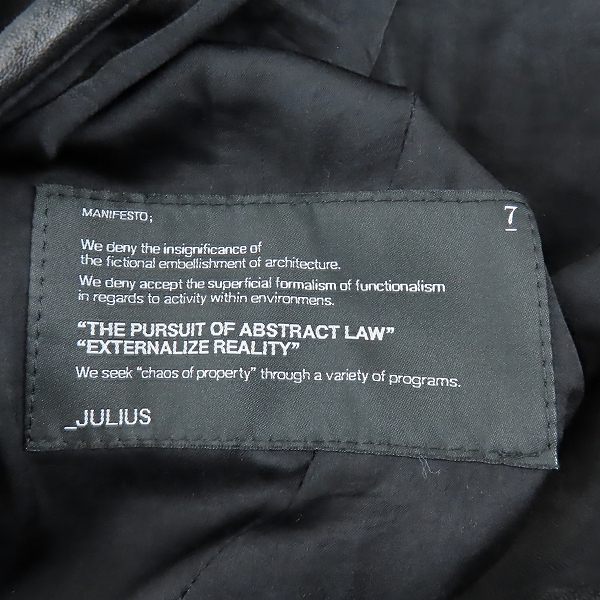 MANIFESTO;
7
We deny the insignificance of
the fictional embellishment of architecture.
We deny accept the superficial formalism of functionalism
in regards to activity within environmens.
“THE PURSUIT OF ABSTRACT LAW”
“EXTERNALIZE REALITY”
We seek “chaos of property” through a variety of programs.
_JULIUS